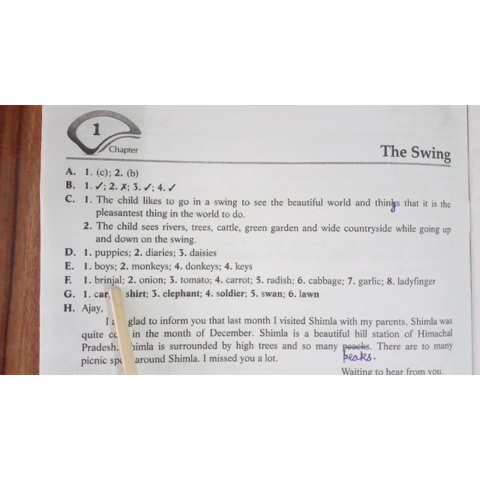 1
Chapter
The Swing
A. 1. (c); 2. (b)
B. 1. ✓; 2. ✗; 3. ✓; 4. ✓
C. 1. The child likes to go in a swing to see the beautiful world and thinks that it is the
pleasantest thing in the world to do.
2. The child sees rivers, trees, cattle, green garden and wide countryside while going up
and down on the swing.
D. 1. puppies; 2. diaries; 3. daisies
E. 1. boys; 2. monkeys; 4. donkeys; 4. keys
F. 1. brinjal; 2. onion; 3. tomato; 4. carrot; 5. radish; 6. cabbage; 7. garlic; 8. ladyfinger
G. 1. car, shirt; 3. elephant; 4. soldier; 5. swan; 6. lawn
H. Ajay,
I glad to inform you that last month I visited Shimla with my parents. Shimla was
quite in the month of December. Shimla is a beautiful hill station of Himachal
Pradesh. Shimla is surrounded by high trees and so many peacks. There are to many
peaks.
picnic around Shimla. I missed you a lot.
Waiting to hear from you.